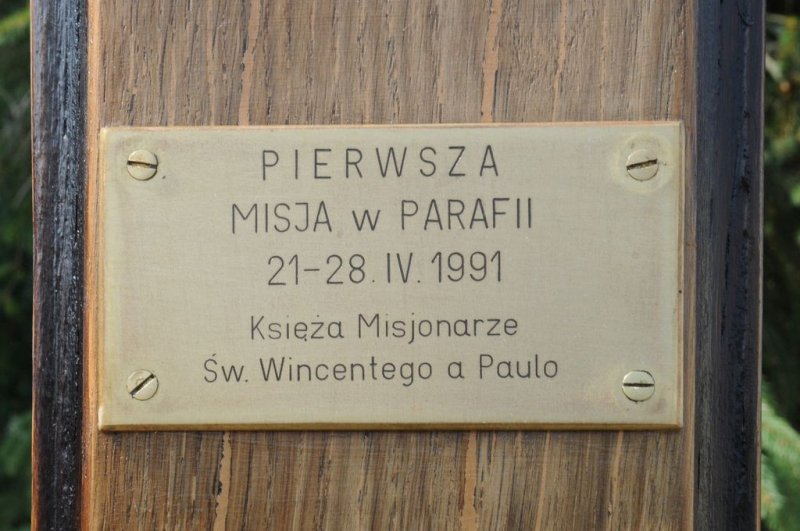 PIERWSZA
MISJA w PARAFII
21-28.IV.1991
Księża Misjonarze
Św. Wincentego a Paulo